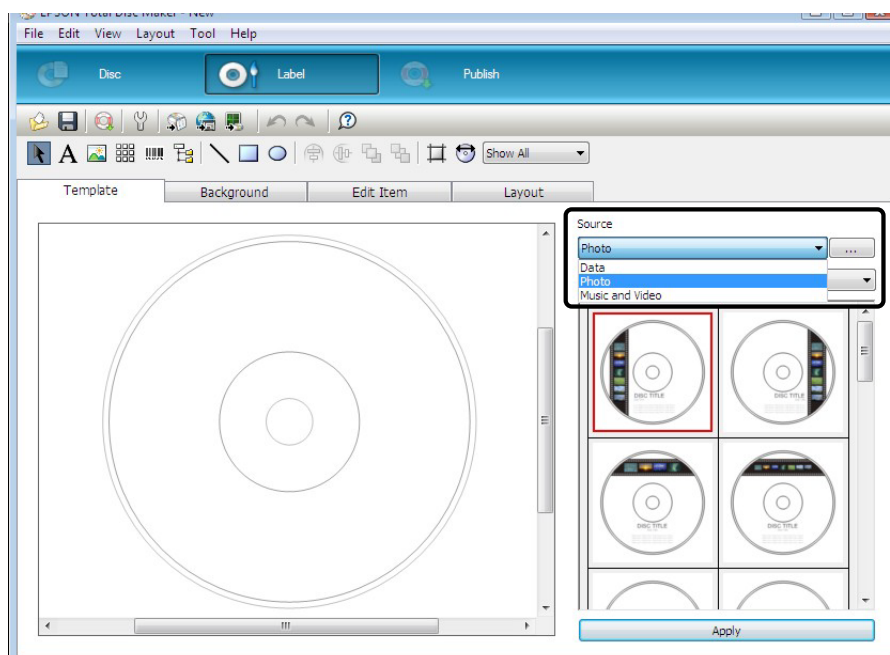 EPSON Total Disc Maker - New
File Edit View Layout Tool Help
Disc Label Publish
A Show All
Template Background Edit Item Layout
Source
Photo ...
Data
Photo
Music and Video
DISC TITLE DISC TITLE
DISC TITLE DISC TITLE
Apply